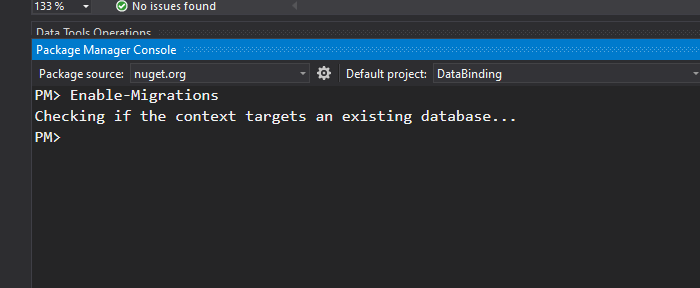 133 %
No issues found
Data Tools Operations
Package Manager Console
Package source: nuget.org Default project: DataBinding
PM> Enable-Migrations
Checking if the context targets an existing database...
PM>